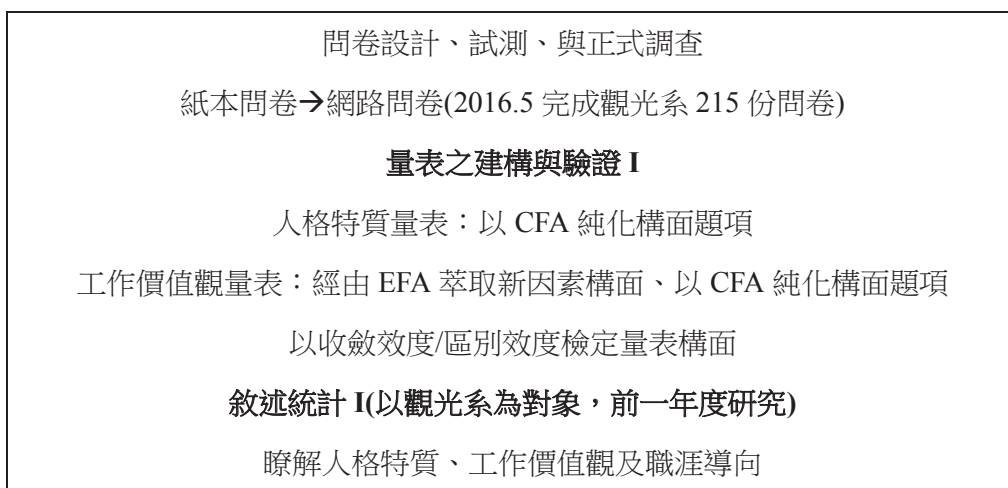 問卷設計、試測、與正式調查
紙本問卷➔網路問卷(2016.5 完成觀光系 215 份問卷)
量表之建構與驗證 I
人格特質量表：以 CFA 純化構面題項
工作價值觀量表：經由 EFA 萃取新因素構面、以 CFA 純化構面題項
以收斂效度/區別效度檢定量表構面
敘述統計 I(以觀光系為對象，前一年度研究)
瞭解人格特質、工作價值觀及職涯導向